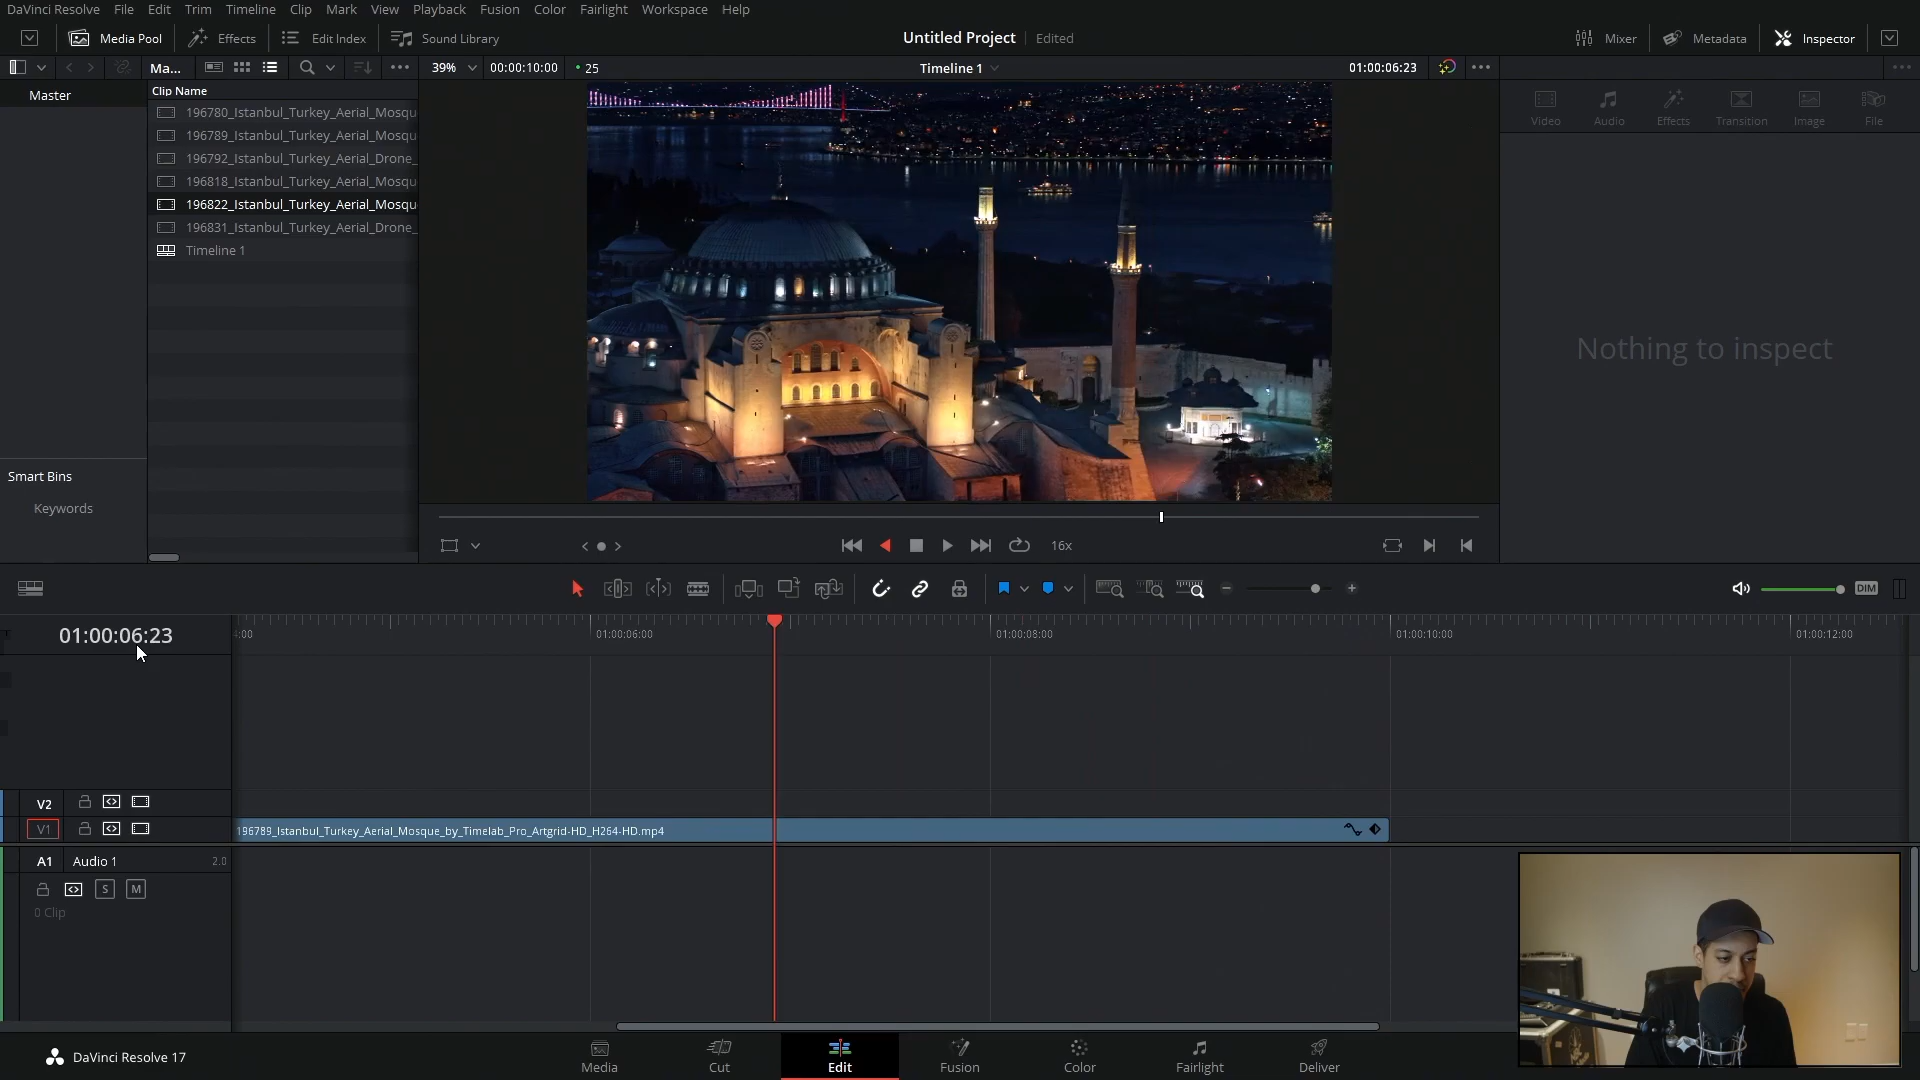 DaVinci Resolve File Edit Trim Timeline Clip Mark View Playback Fusion Color Fairlight Workspace Help
Media Pool Effects Edit Index Sound Library Untitled Project Edited Mixer Metadata Inspector
Ma... 39% 00:00:10:00 25 Timeline 1 01:00:06:23
Master
Clip Name
196780_Istanbul_Turkey_Aerial_Mosqu
196789_Istanbul_Turkey_Aerial_Mosqu
196792_Istanbul_Turkey_Aerial_Drone_
196818_Istanbul_Turkey_Aerial_Mosqu
196822_Istanbul_Turkey_Aerial_Mosqu
196831_Istanbul_Turkey_Aerial_Drone_
Timeline 1
Video Audio Effects Transition Image File
Nothing to inspect
Smart Bins
Keywords
16x
DIM
01:00:06:23
4:00 01:00:06:00 01:00:08:00 01:00:10:00 01:00:12:00
V2
V1
196789_Istanbul_Turkey_Aerial_Mosque_by_Timelab_Pro_Artgrid-HD_H264-HD.mp4
A1 Audio 1 2.0
S M
0 Clip
DaVinci Resolve 17
Media Cut Edit Fusion Color Fairlight Deliver